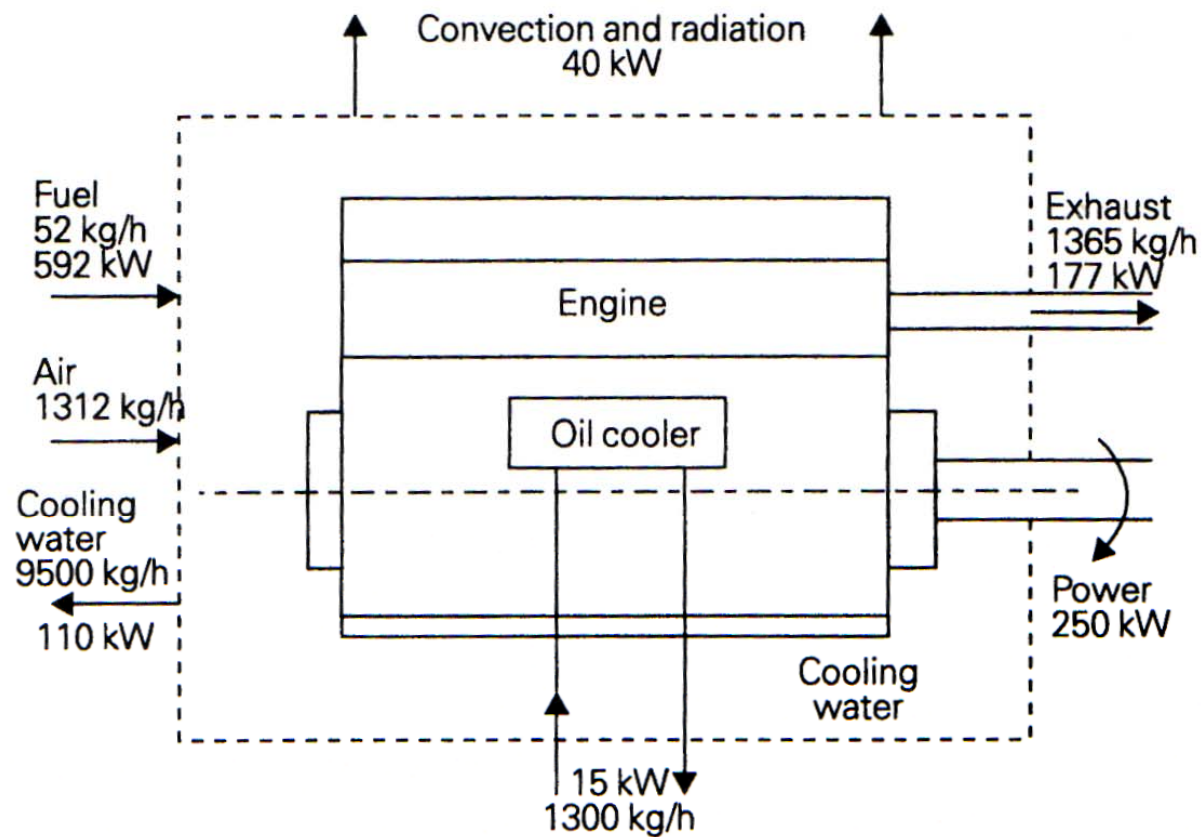 Convection and radiation
40 kW
Fuel
52 kg/h
592 kW
Exhaust
1365 kg/h
177 kW
Engine
Air
1312 kg/h
Oil cooler
Cooling
water
9500 kg/h
110 kW
Power
250 kW
Cooling
water
15 kW
1300 kg/h